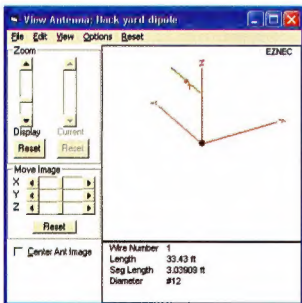 View Antenna: Back yard dipole
File Edit View Options Reset
Zoom
EZNEC
Z
Display Current
Reset Reset
Move Image
X
Y
Z
Reset
Center Ant Image
Wire Number 1
Length 33.43 ft
Seg Length 3.03909 ft
Diameter #12